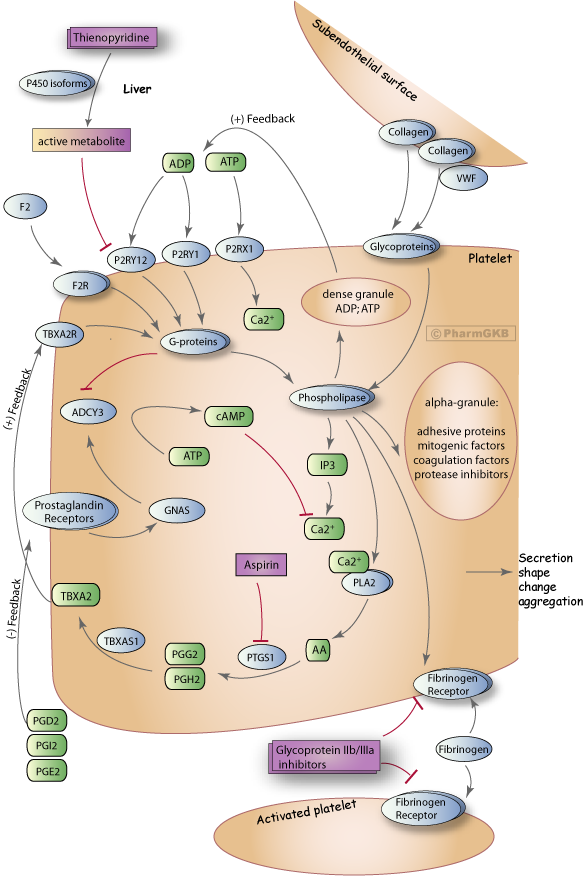 Thienopyridine
P450 isoforms
Liver
active metabolite
Subendothelial surface
Collagen
Collagen
VWF
(+) Feedback
ADP
ATP
F2
P2RY12
P2RY1
P2RX1
Glycoproteins
Platelet
F2R
dense granule
ADP; ATP
Ca2+
TBXA2R
G-proteins
© PharmGKB
(+) Feedback
ADCY3
cAMP
Phospholipase
alpha-granule:
adhesive proteins
mitogenic factors
coagulation factors
protease inhibitors
ATP
IP3
Prostaglandin
Receptors
GNAS
Ca2+
Aspirin
Ca2+
PLA2
Secretion
shape
change
aggregation
(-) Feedback
TBXA2
TBXAS1
PGG2
PGH2
PTGS1
AA
Fibrinogen
Receptor
PGD2
PGI2
PGE2
Glycoprotein IIb/IIIa
inhibitors
Fibrinogen
Activated platelet
Fibrinogen
Receptor